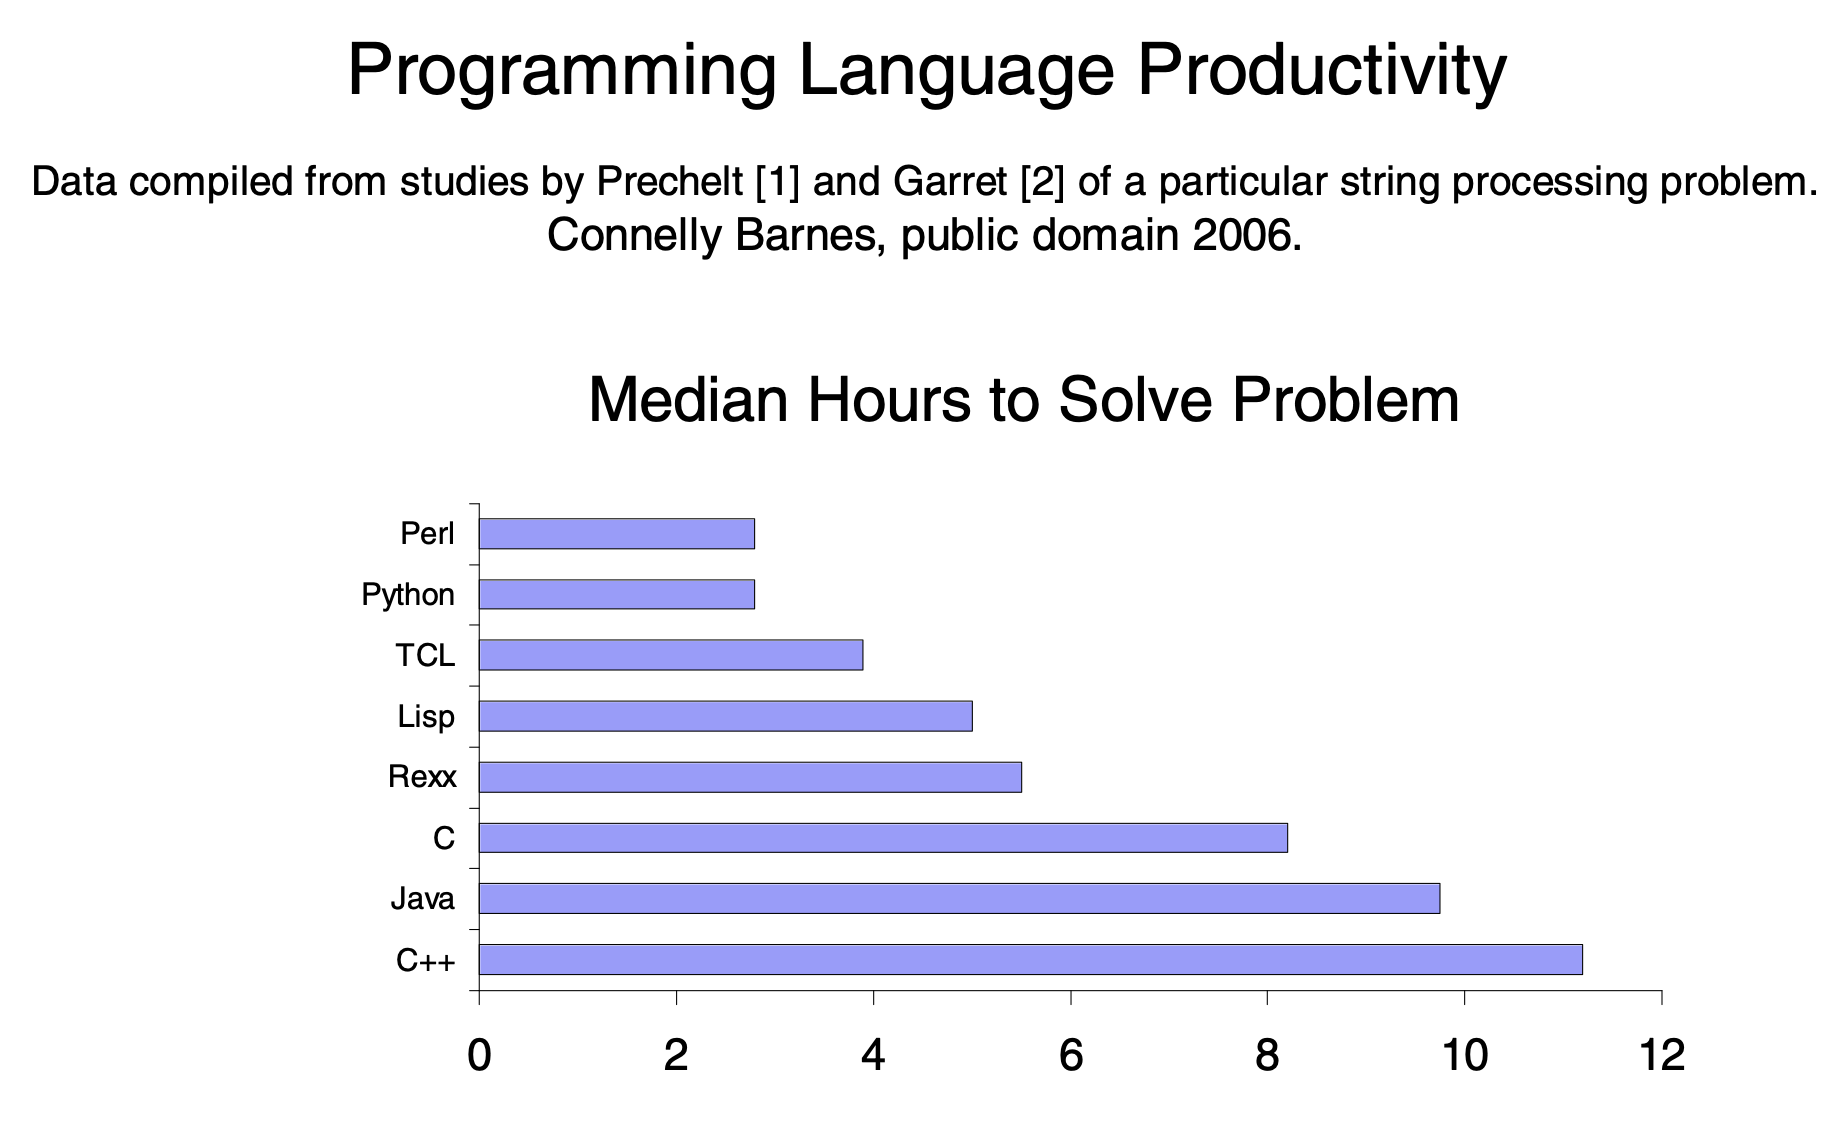 Programming Language Productivity
Data compiled from studies by Prechelt [1] and Garret [2] of a particular string processing problem.
Connelly Barnes, public domain 2006.
Median Hours to Solve Problem
Perl
Python
TCL
Lisp
Rexx
C
Java
C++
0 2 4 6 8 10 12